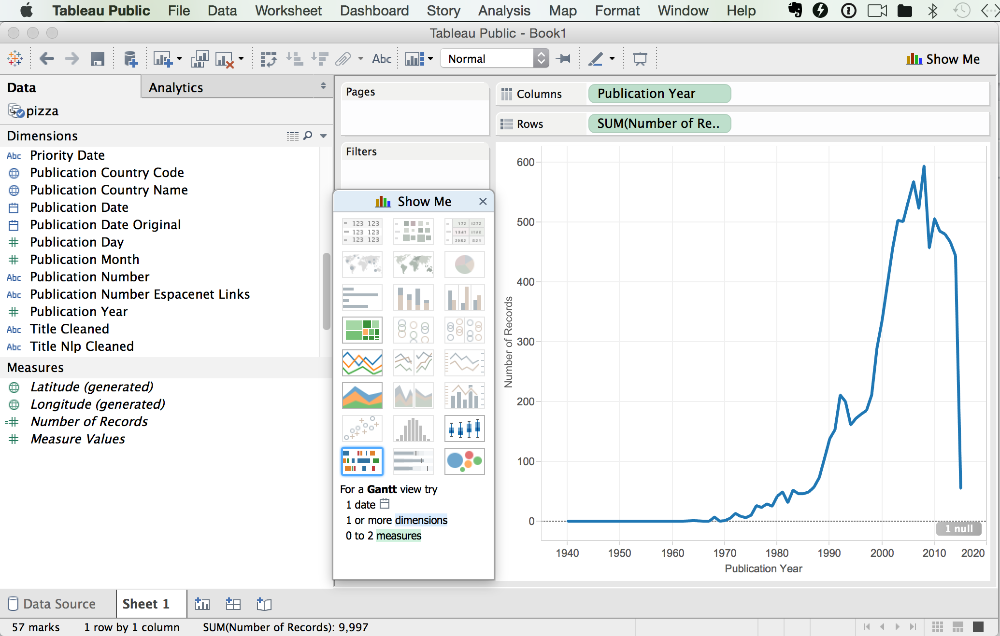 Tableau Public File Data Worksheet Dashboard Story Analysis Map Format Window Help
Tableau Public - Book1
Abc Normal Show Me
Data Analytics
pizza
Dimensions
Abc Priority Date
Publication Country Code
Publication Country Name
Publication Date
Publication Date Original
Publication Day
Publication Month
Abc Publication Number
Abc Publication Number Espacenet Links
Publication Year
Abc Title Cleaned
Abc Title Nlp Cleaned
Measures
Latitude (generated)
Longitude (generated)
=# Number of Records
# Measure Values
Pages
Filters
Columns Publication Year
Rows SUM(Number of Re..
Show Me
123 123
123 123
123 123
For a Gantt view try
1 date
1 or more dimensions
0 to 2 measures
600
500
400
300
200
100
0
Number of Records
1 null
1940 1950 1960 1970 1980 1990 2000 2010 2020
Publication Year
Data Source Sheet 1
57 marks 1 row by 1 column SUM(Number of Records): 9,997